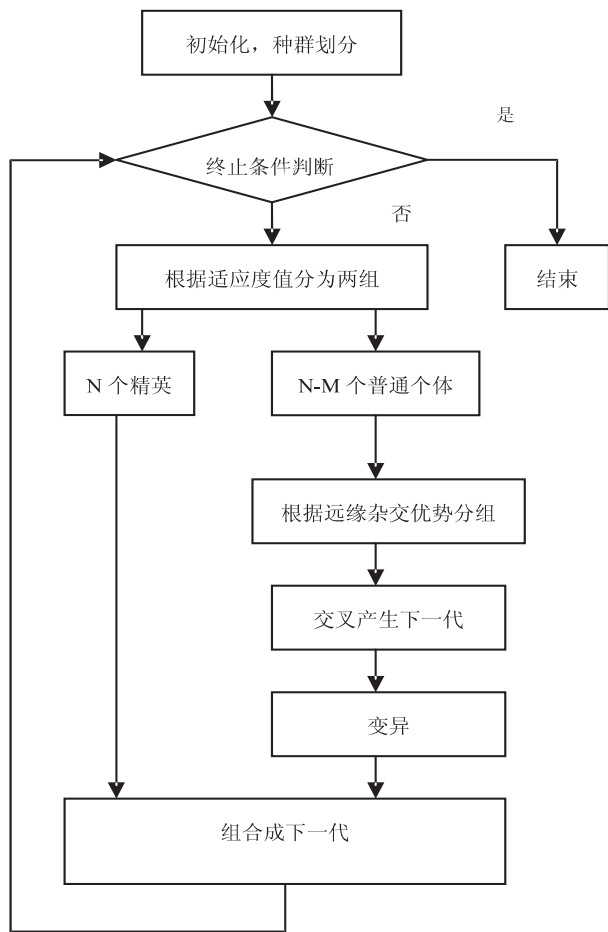 初始化，种群划分
是
终止条件判断
否
根据适应度值分为两组
结束
N 个精英
N-M 个普通个体
根据远缘杂交优势分组
交叉产生下一代
变异
组合成下一代